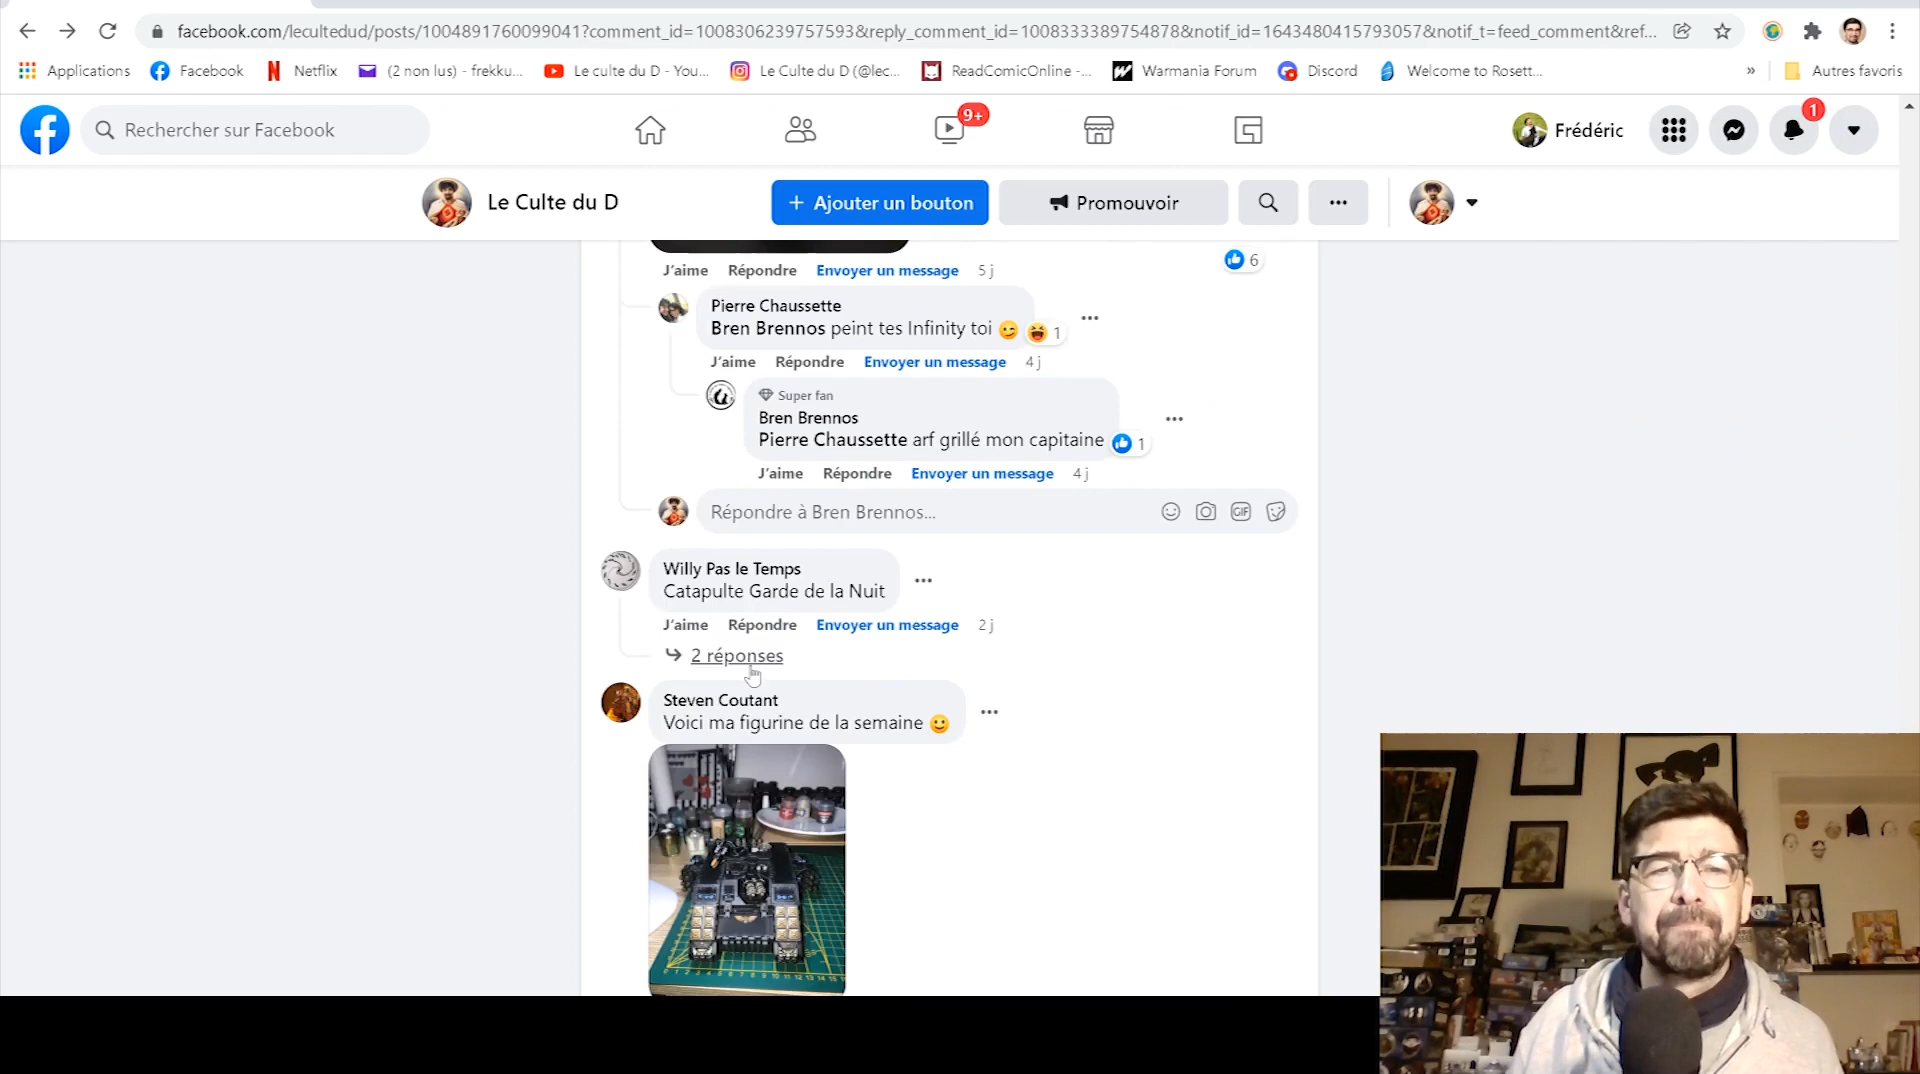 facebook.com/lecultedud/posts/1004891760099041?comment_id=1008306239757593&reply_comment_id=1008333389754878&notif_id=1643480415793057&notif_t=feed_comment&ref...
Applications
Facebook
Netflix
(2 non lus) - frekku...
Le culte du D - You...
Le Culte du D (@lec...
ReadComicOnline -...
Warmania Forum
Discord
Welcome to Rosett...
»
Autres favoris
Rechercher sur Facebook
9+
Frédéric
1
Le Culte du D
+ Ajouter un bouton
Promouvoir
J'aime Répondre Envoyer un message 5 j
6
Pierre Chaussette
Bren Brennos peint tes Infinity toi 😉
😆 1
J'aime Répondre Envoyer un message 4 j
Super fan
Bren Brennos
Pierre Chaussette arf grillé mon capitaine
1
J'aime Répondre Envoyer un message 4 j
Répondre à Bren Brennos...
GIF
Willy Pas le Temps
Catapulte Garde de la Nuit
J'aime Répondre Envoyer un message 2 j
2 réponses
Steven Coutant
Voici ma figurine de la semaine 🙂